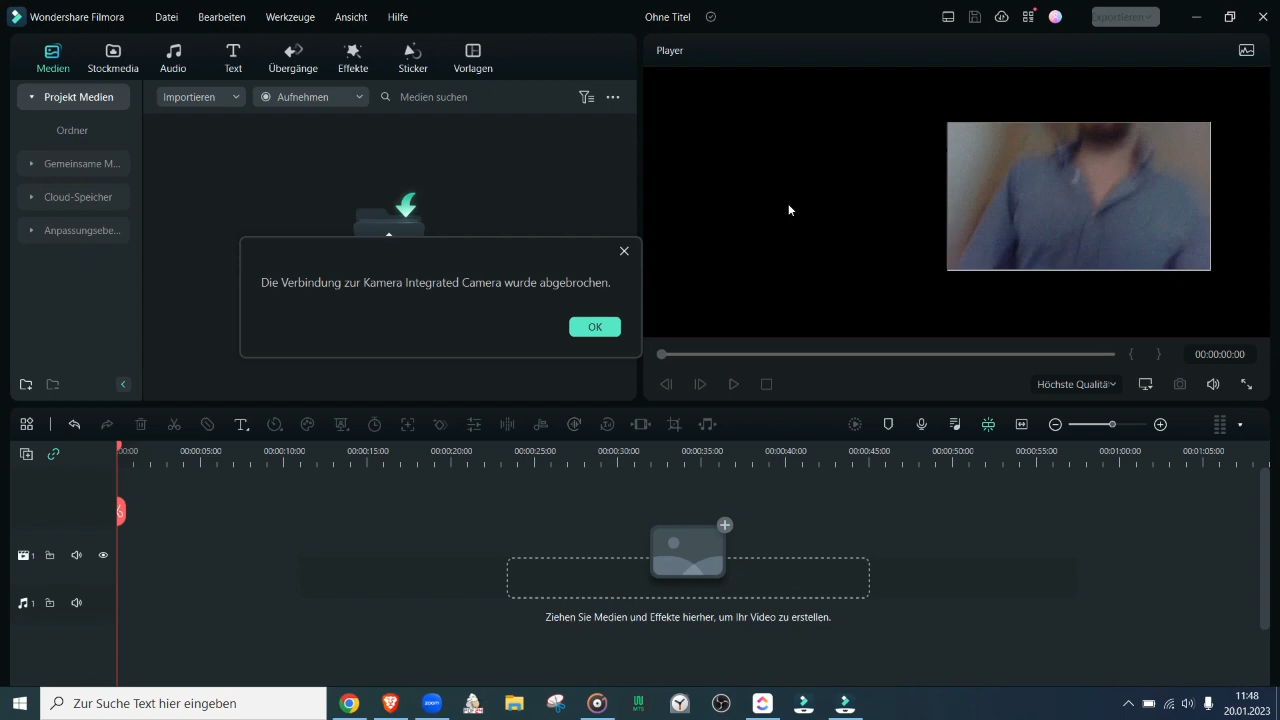 Wondershare Filmora
Datei
Bearbeiten
Werkzeuge
Ansicht
Hilfe
Ohne Titel
Exportieren
Medien
Stockmedia
Audio
Text
Übergänge
Effekte
Sticker
Vorlagen
Player
Projekt Medien
Importieren
Aufnehmen
Medien suchen
Ordner
Gemeinsame M...
Cloud-Speicher
Anpassungsebe...
Die Verbindung zur Kamera Integrated Camera wurde abgebrochen.
OK
00:00:00:00
Höchste Qualitä
:00:00
00:00:05:00
00:00:10:00
00:00:15:00
00:00:20:00
00:00:25:00
00:00:30:00
00:00:35:00
00:00:40:00
00:00:45:00
00:00:50:00
00:00:55:00
00:01:00:00
00:01:05:00
1
1
Ziehen Sie Medien und Effekte hierher, um Ihr Video zu erstellen.
Zur Suche Text hier eingeben
zoom
MTS
11:48
20.01.2023